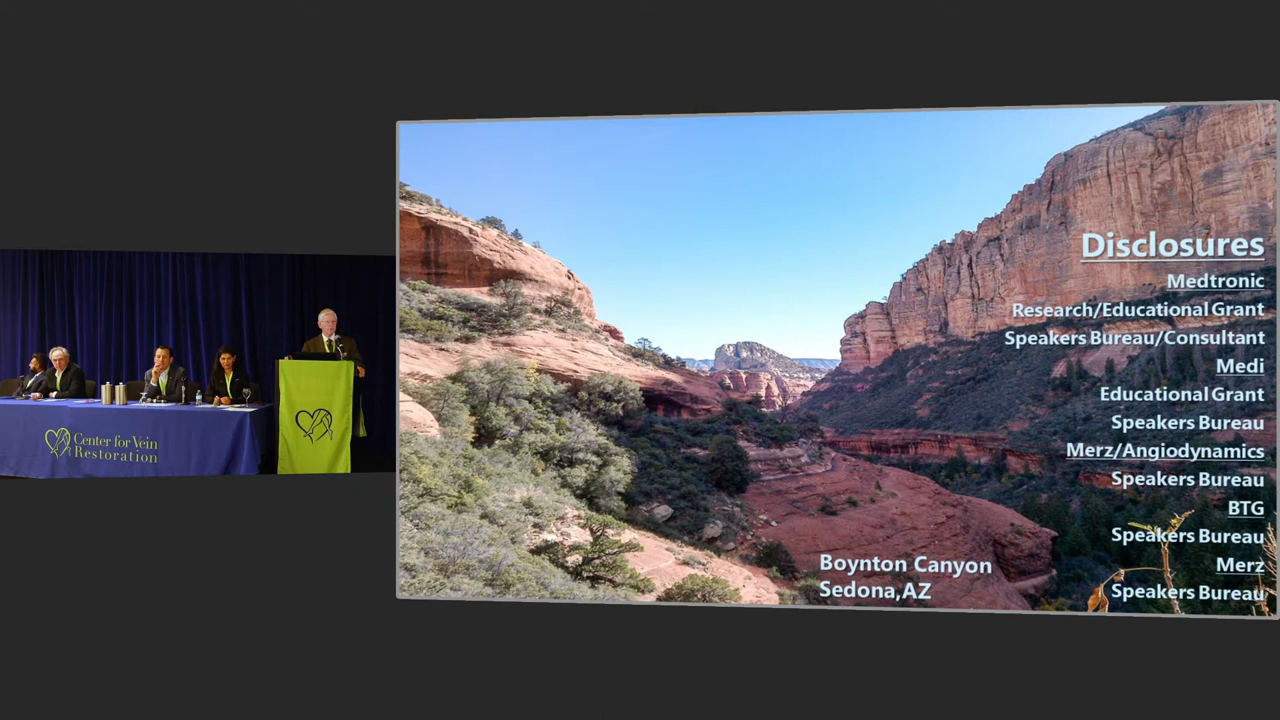 Center for Vein
Restoration
Disclosures
Medtronic
Research/Educational Grant
Speakers Bureau/Consultant
Medi
Educational Grant
Speakers Bureau
Merz/Angiodynamics
Speakers Bureau
BTG
Speakers Bureau
Merz
Speakers Bureau
Boynton Canyon
Sedona,AZ